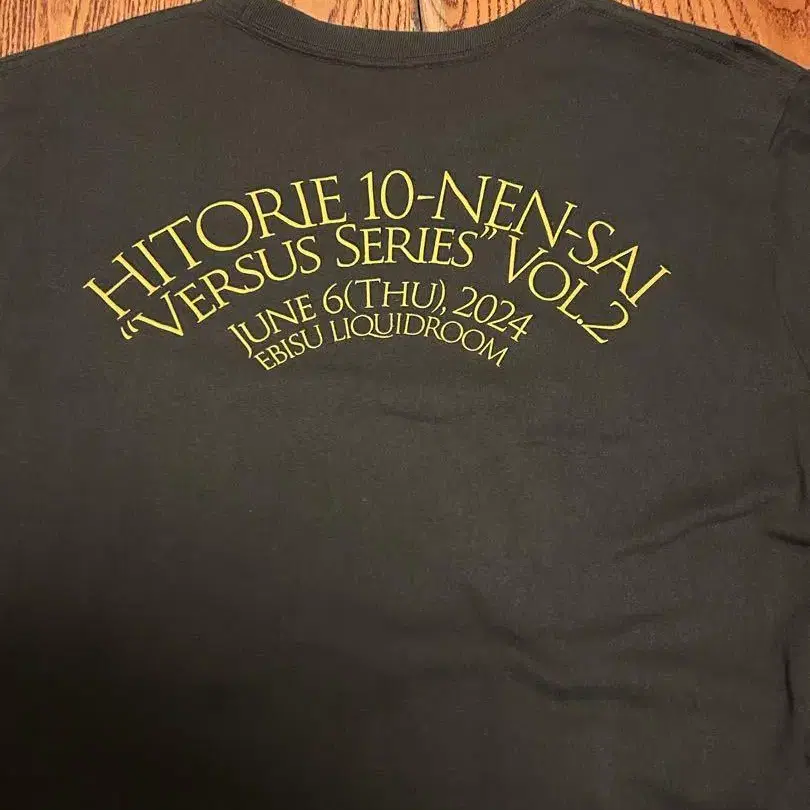 HITORIE 10-NEN-SAI
“VERSUS SERIES” VOL.2
JUNE 6(THU), 2024
EBISU LIQUIDROOM